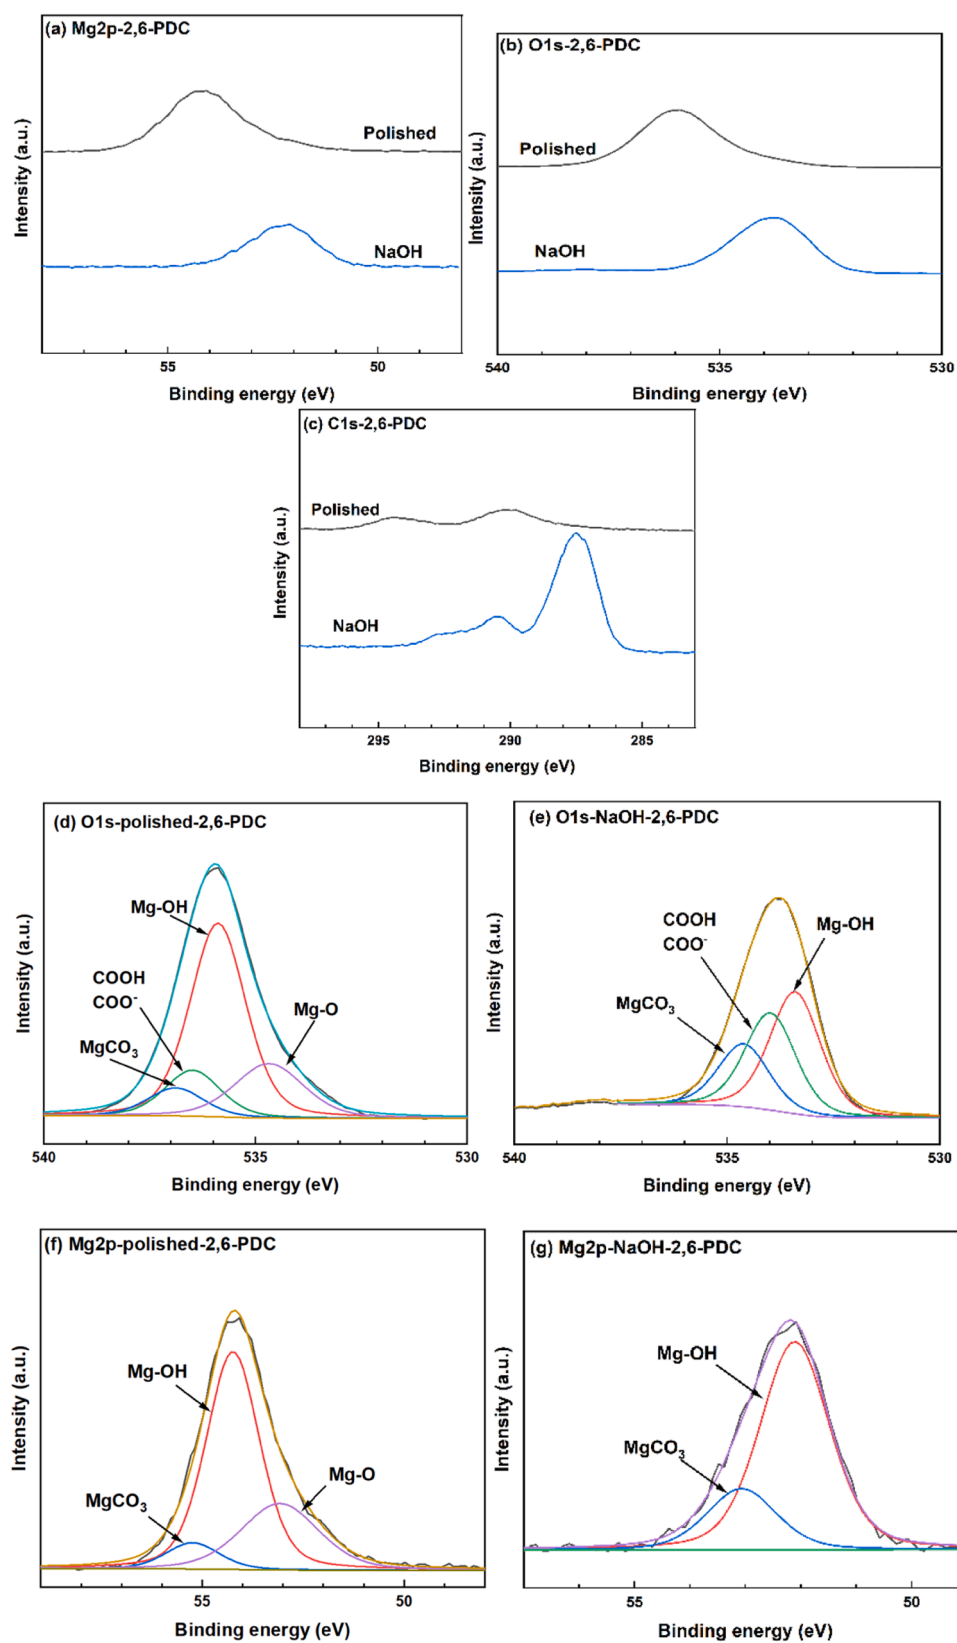 (a) Mg2p-2,6-PDC
Polished
NaOH
Intensity (a.u.)
55
50
Binding energy (eV)
(b) O1s-2,6-PDC
Polished
NaOH
Intensity (a.u.)
540
535
530
Binding energy (eV)
(c) C1s-2,6-PDC
Polished
NaOH
Intensity (a.u.)
295
290
285
Binding energy (eV)
(d) O1s-polished-2,6-PDC
Mg-OH
COOH
COO⁻
Mg-O
MgCO₃
Intensity (a.u.)
540
535
530
Binding energy (eV)
(e) O1s-NaOH-2,6-PDC
COOH
COO⁻
Mg-OH
MgCO₃
Intensity (a.u.)
540
535
530
Binding energy (eV)
(f) Mg2p-polished-2,6-PDC
Mg-OH
Mg-O
MgCO₃
Intensity (a.u.)
55
50
Binding energy (eV)
(g) Mg2p-NaOH-2,6-PDC
Mg-OH
MgCO₃
Intensity (a.u.)
55
50
Binding energy (eV)